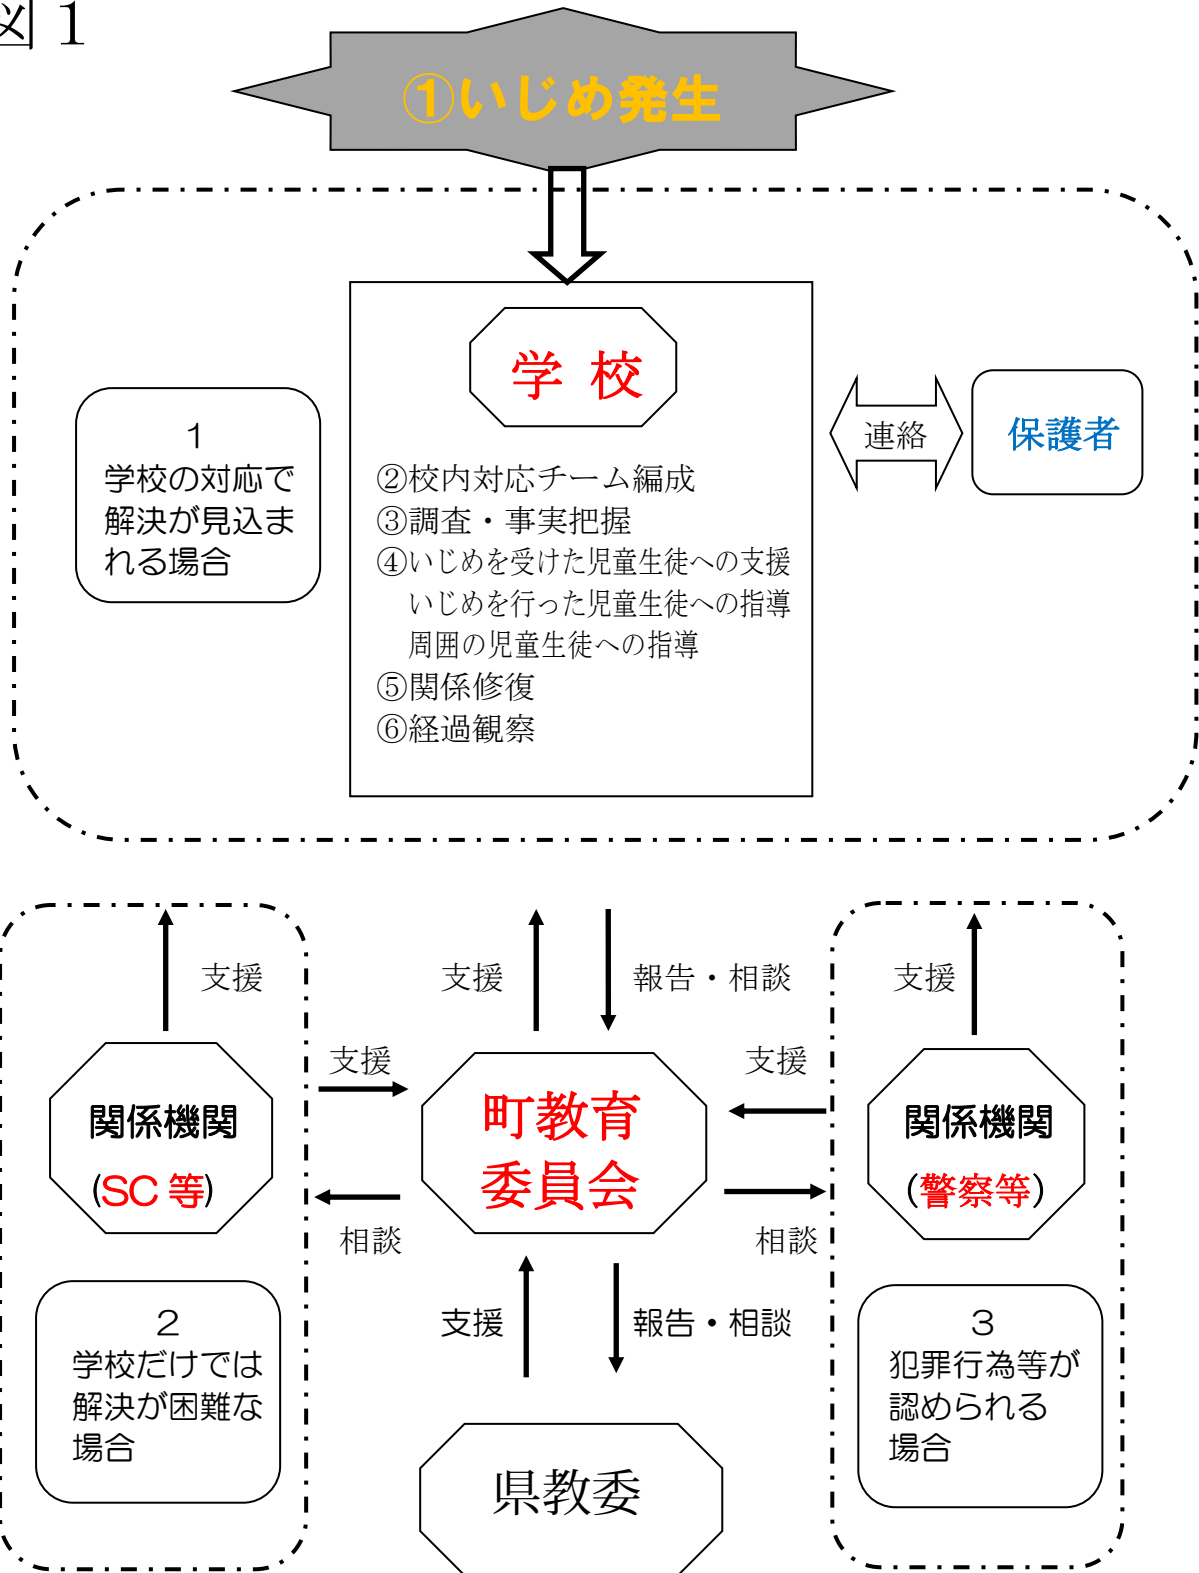 図１
①いじめ発生
学 校
1
学校の対応で
解決が見込ま
れる場合
②校内対応チーム編成
③調査・事実把握
④いじめを受けた児童生徒への支援
いじめを行った児童生徒への指導
周囲の児童生徒への指導
⑤関係修復
⑥経過観察
連絡
保護者
支援
支援
報告・相談
支援
支援
支援
関係機関
(SC 等)
町教育
委員会
関係機関
(警察等)
相談
相談
支援
報告・相談
2
学校だけでは
解決が困難な
場合
3
犯罪行為等が
認められる
場合
県教委